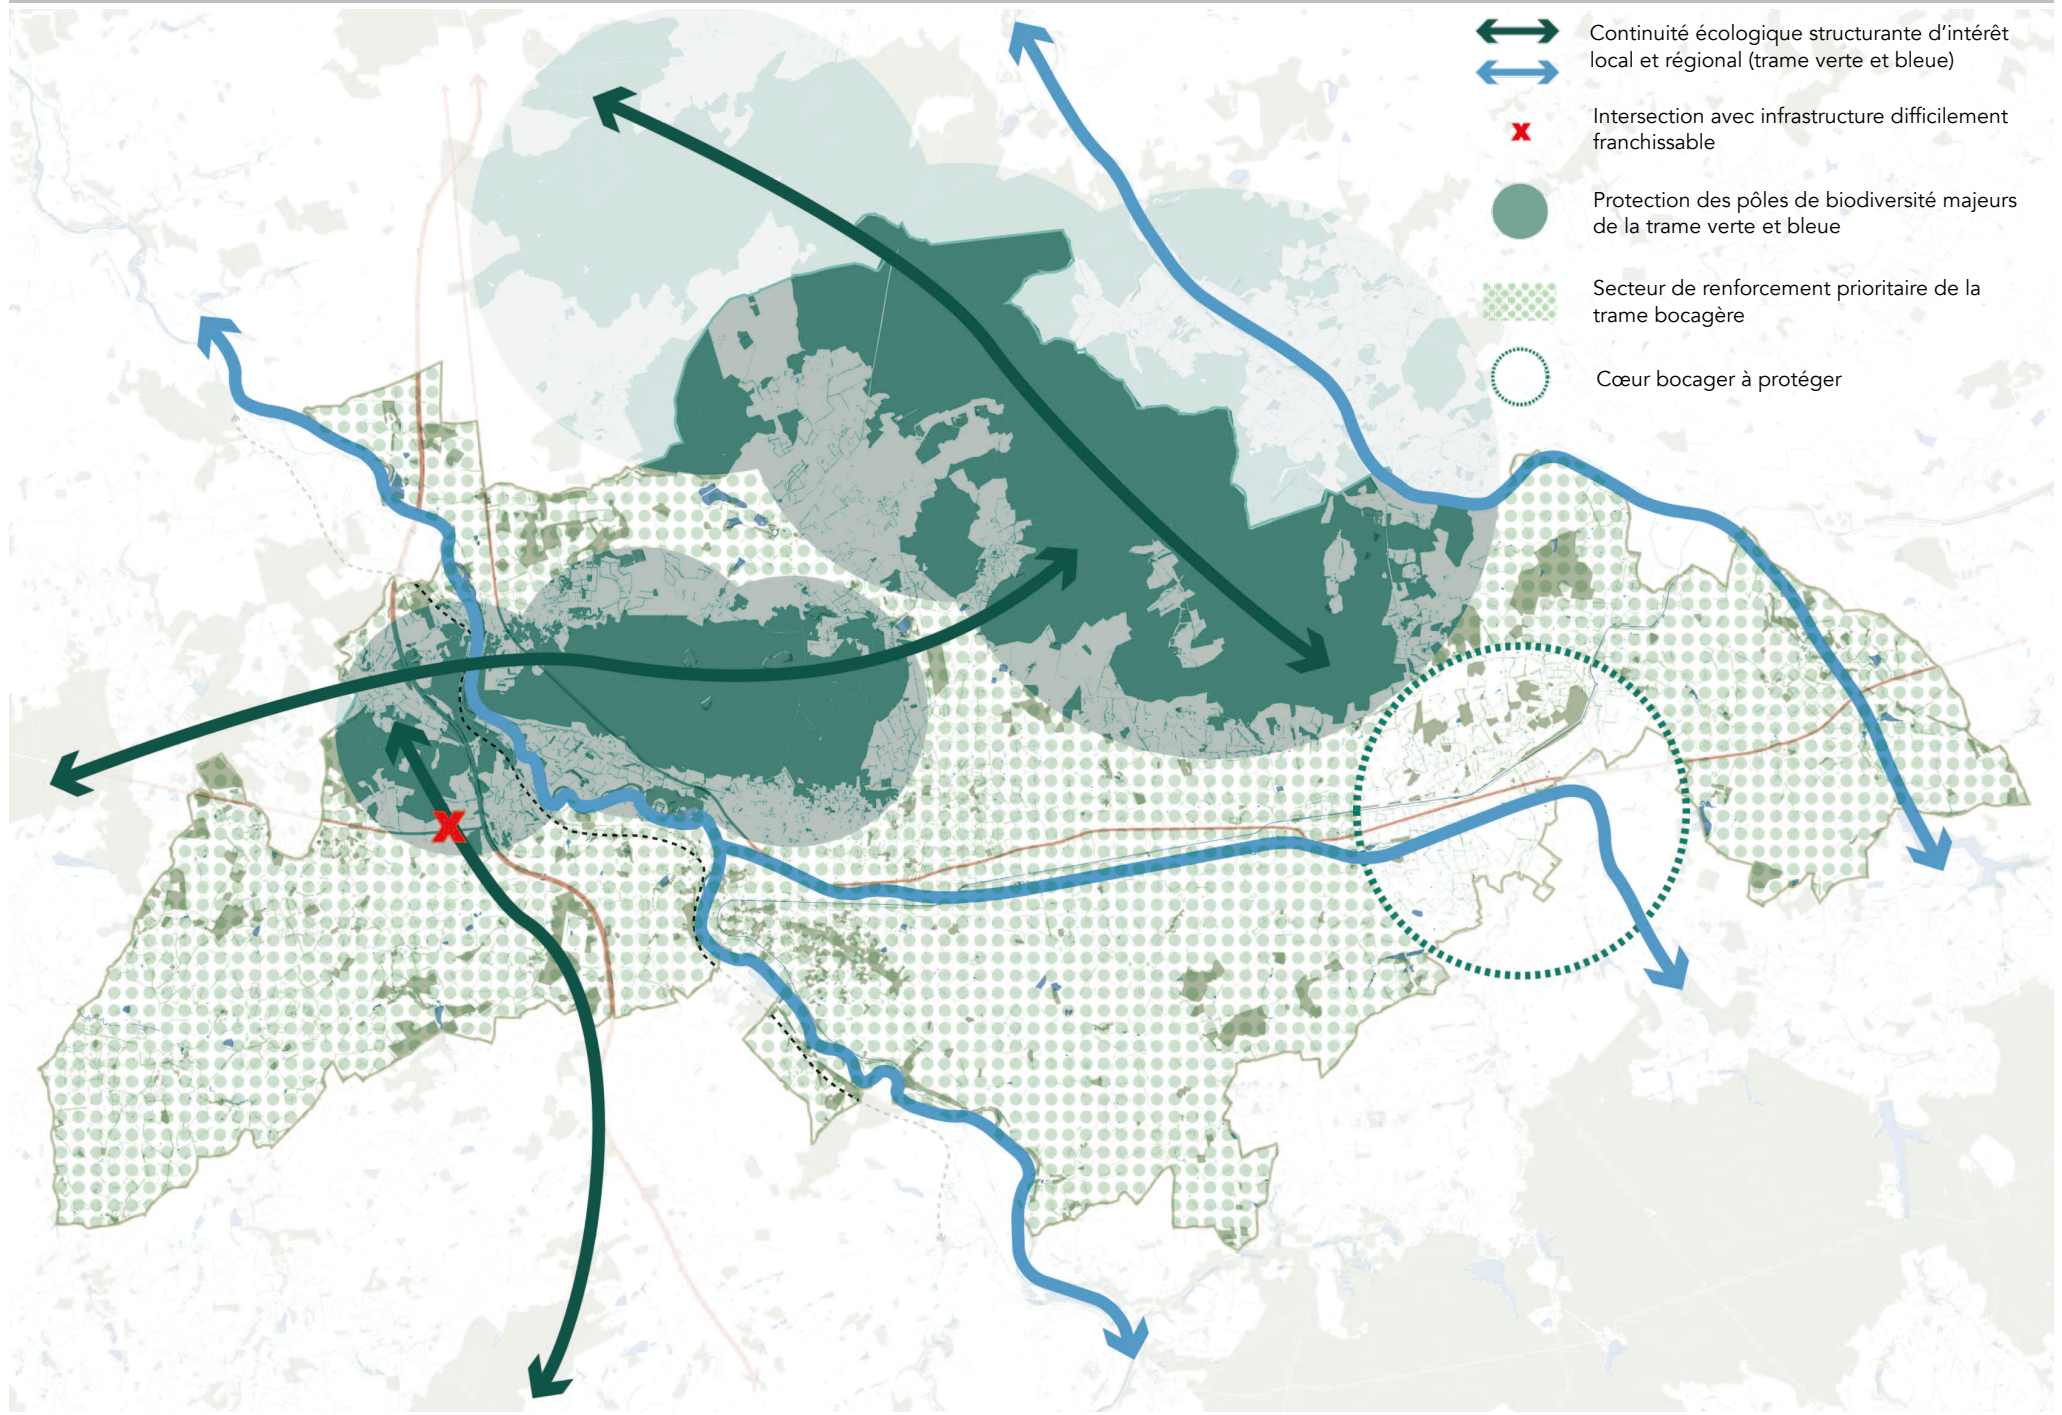 Continuité écologique structurante d'intérêt
local et régional (trame verte et bleue)
Intersection avec infrastructure difficilement
franchissable
Protection des pôles de biodiversité majeurs
de la trame verte et bleue
Secteur de renforcement prioritaire de la
trame bocagère
Cœur bocager à protéger